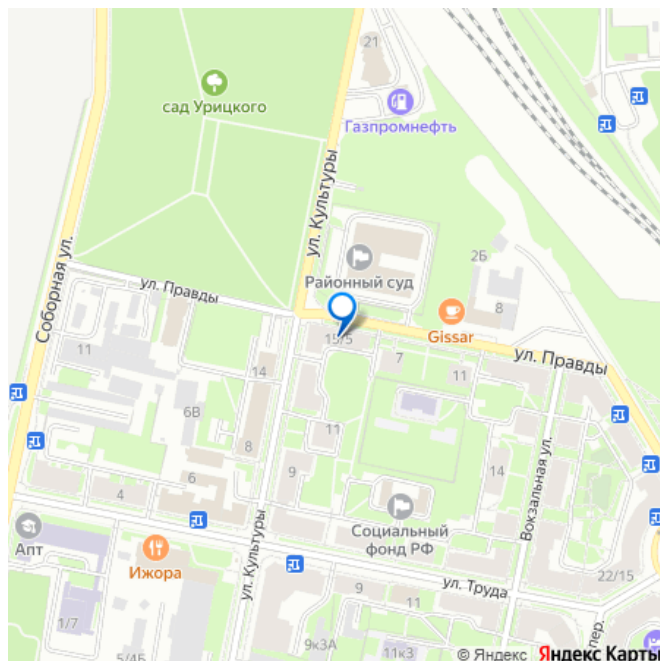 21
сад Урицкого
Газпромнефть
ул. Культуры
Соборная ул.
ул. Правды
Районный суд
2Б
8
Gissar
15/5
ул. Правды
11
14
7
11
6В
8
11
9
14
Вокзальная ул.
6
4
Апт
Ижора
ул. Культуры
Социальный
фонд РФ
ул. Труда
22/15
1/7
5/4Б
9
11
9к3А
11к3
пер.
© Яндекс Яндекс Карты